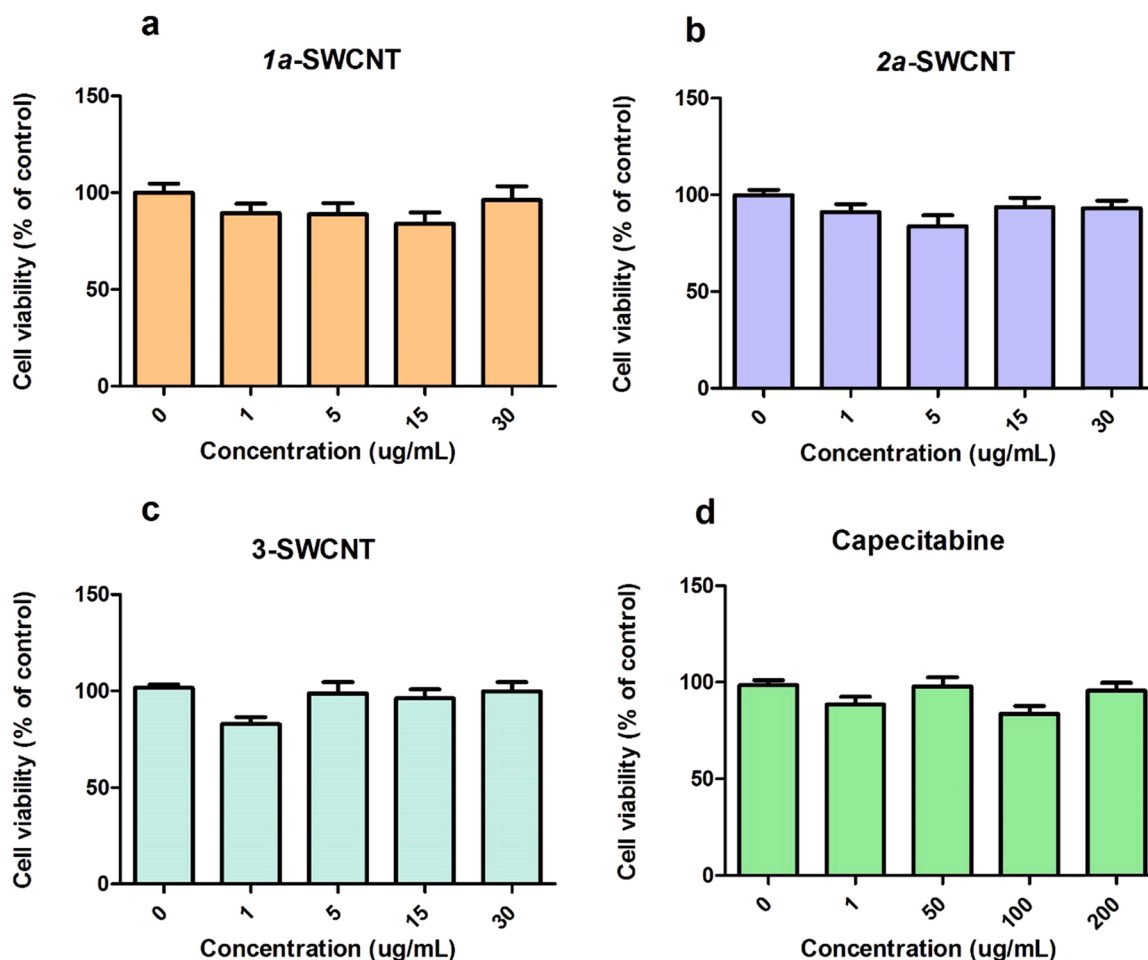 a
1a-SWCNT
Cell viability (% of control)
150
100
50
0
0 1 5 15 30
Concentration (ug/mL)
b
2a-SWCNT
Cell viability (% of control)
150
100
50
0
0 1 5 15 30
Concentration (ug/mL)
c
3-SWCNT
Cell viability (% of control)
150
100
50
0
0 1 5 15 30
Concentration (ug/mL)
d
Capecitabine
Cell viability (% of control)
150
100
50
0
0 1 50 100 200
Concentration (ug/mL)